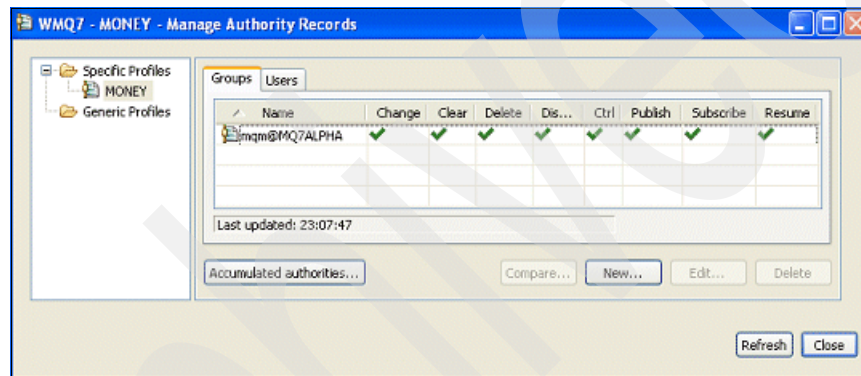 WMQ7 - MONEY - Manage Authority Records
Specific Profiles
MONEY
Generic Profiles
Groups Users
Name Change Clear Delete Dis... Ctrl Publish Subscribe Resume
mqm@MQ7ALPHA
Last updated: 23:07:47
Accumulated authorities... Compare... New... Edit... Delete
Refresh Close